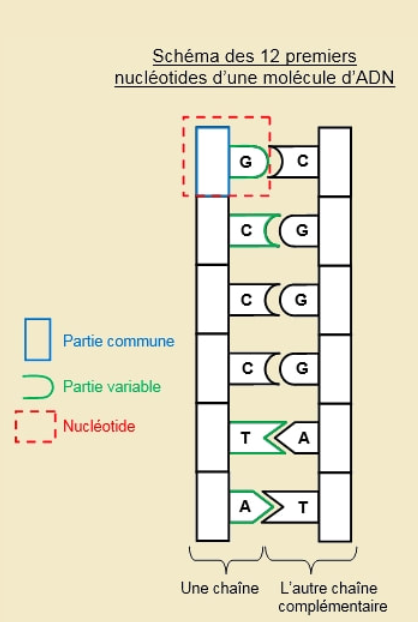 Schéma des 12 premiers
nucléotides d'une molécule d'ADN
G C
C G
C G
C G
T A
A T
Partie commune
Partie variable
Nucléotide
Une chaîne
L'autre chaîne
complémentaire